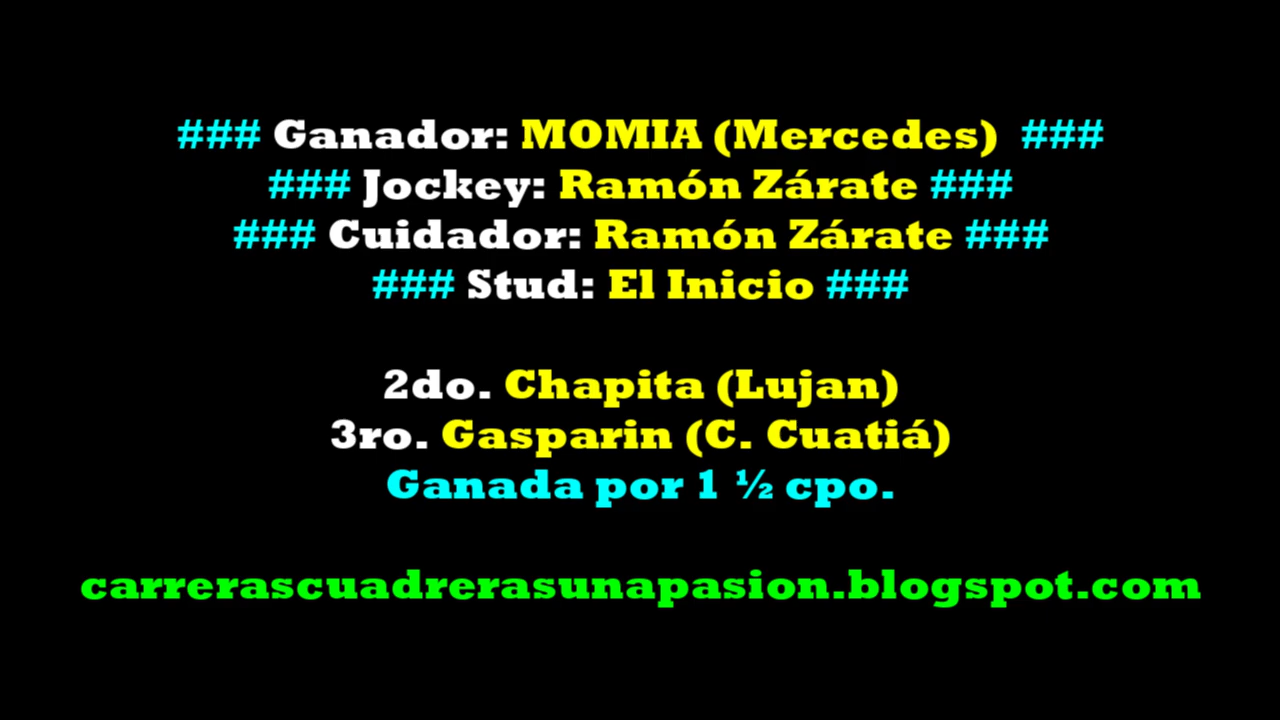 ### Ganador: MOMIA (Mercedes) ###
### Jockey: Ramón Zárate ###
### Cuidador: Ramón Zárate ###
### Stud: El Inicio ###
2do. Chapita (Lujan)
3ro. Gasparin (C. Cuatiá)
Ganada por 1 ½ cpo.
carrerascuadrerasunapasion.blogspot.com